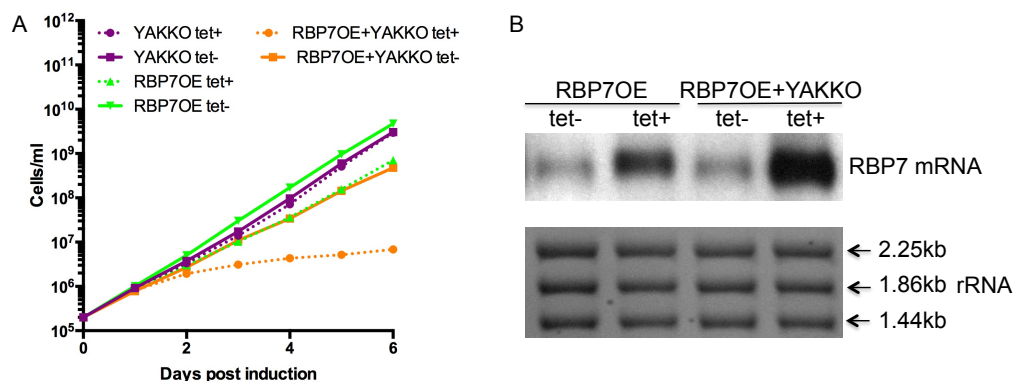 A
YAKKO tet+
YAKKO tet-
RBP7OE tet+
RBP7OE tet-
RBP7OE+YAKKO tet+
RBP7OE+YAKKO tet-
Cells/ml
10^12
10^11
10^10
10^9
10^8
10^7
10^6
10^5
0 2 4 6
Days post induction
B
RBP7OE RBP7OE+YAKKO
tet- tet+ tet- tet+
RBP7 mRNA
2.25kb
1.86kb rRNA
1.44kb